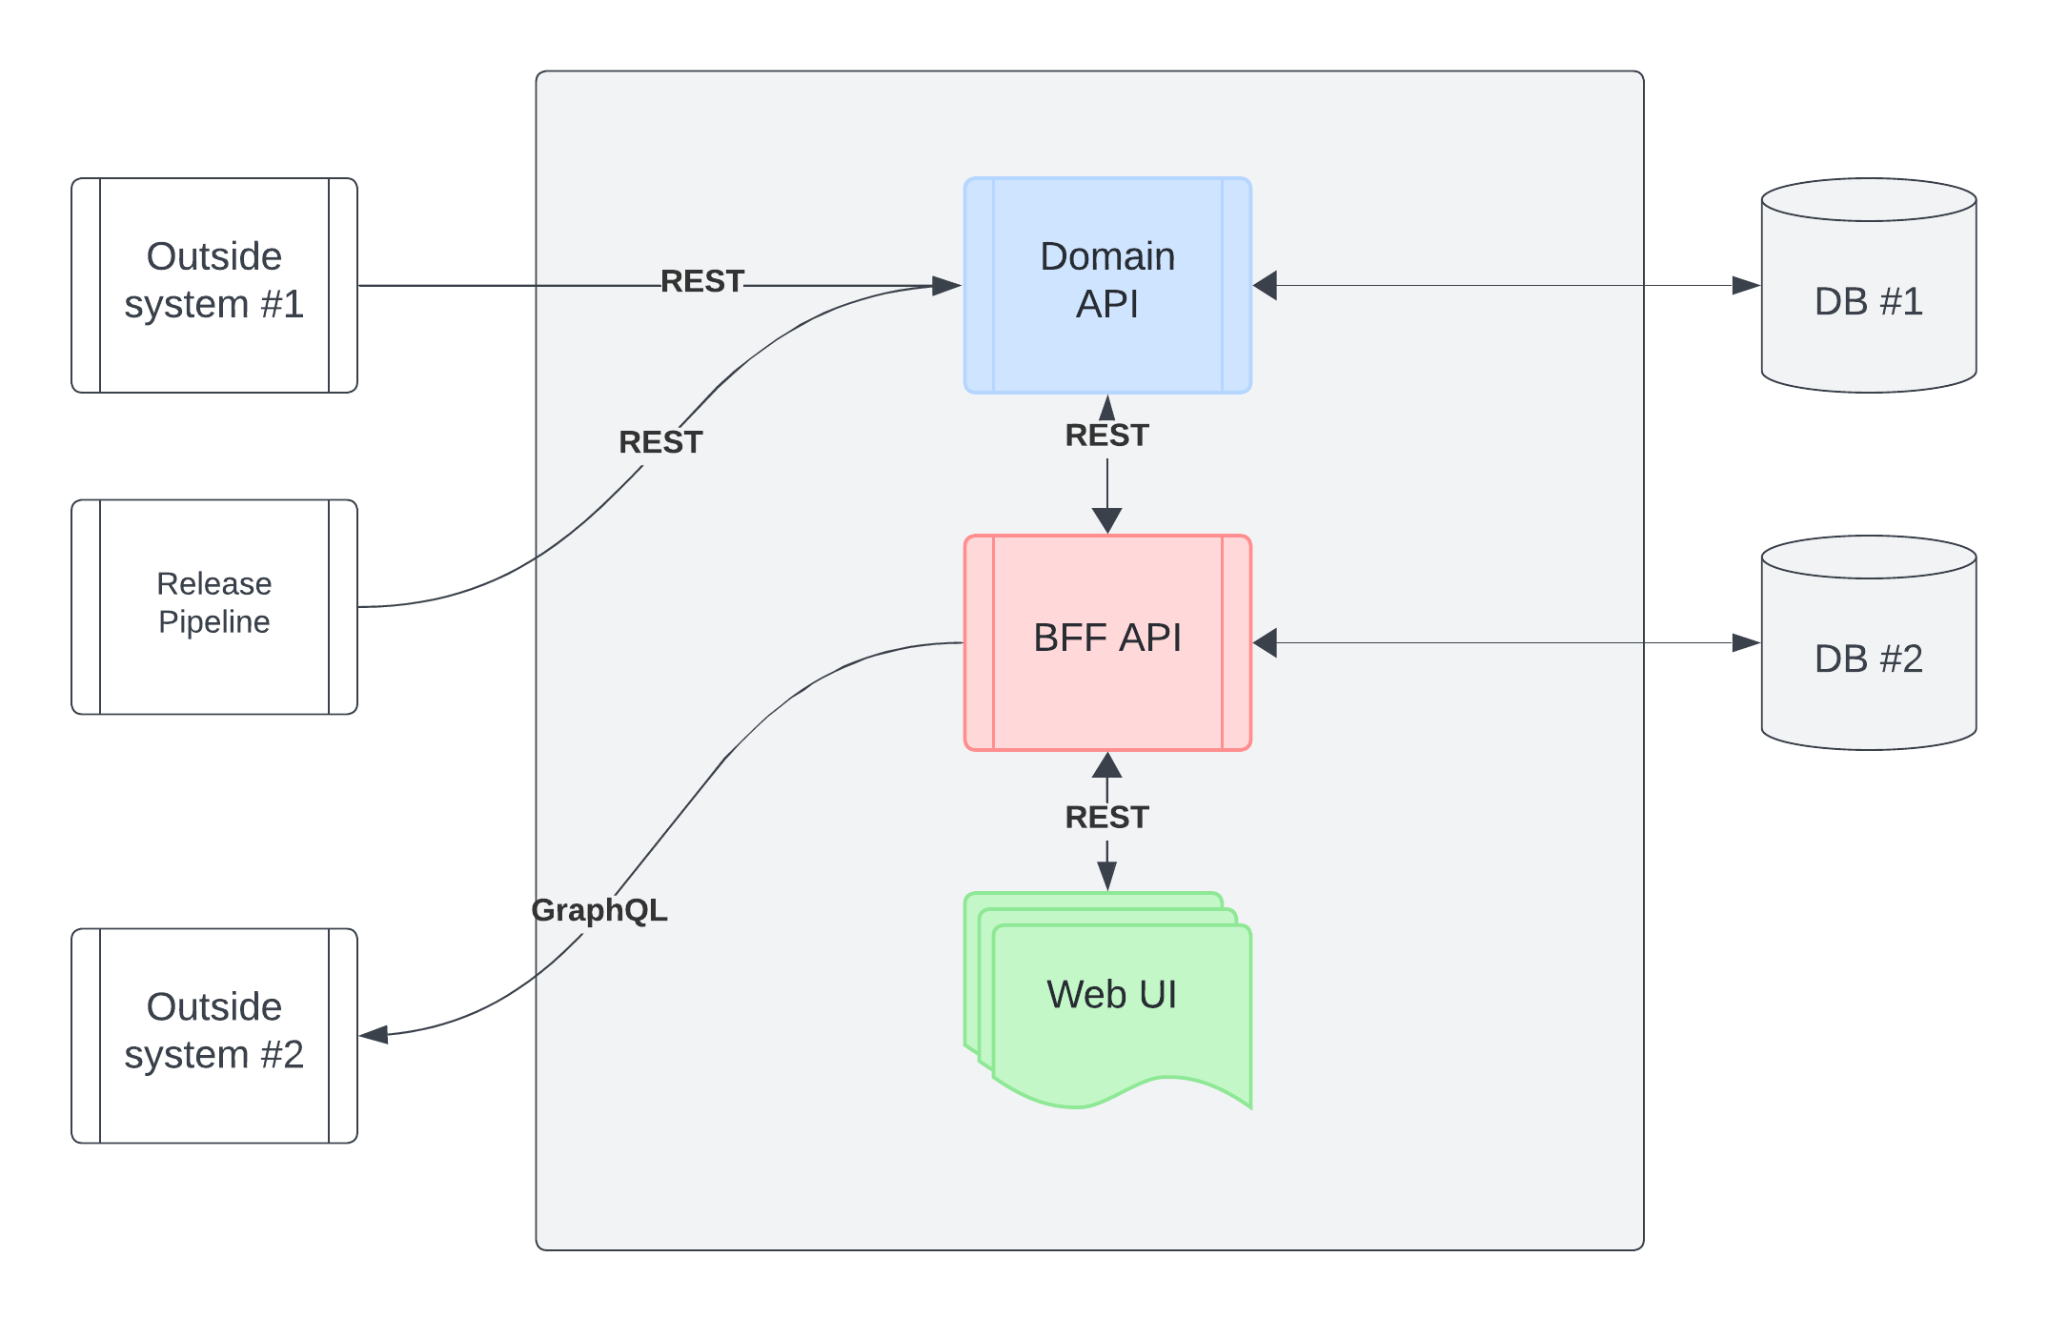 Outside
system #1
REST
Domain
API
DB #1
REST
REST
Release
Pipeline
BFF API
DB #2
REST
GraphQL
Outside
system #2
Web UI